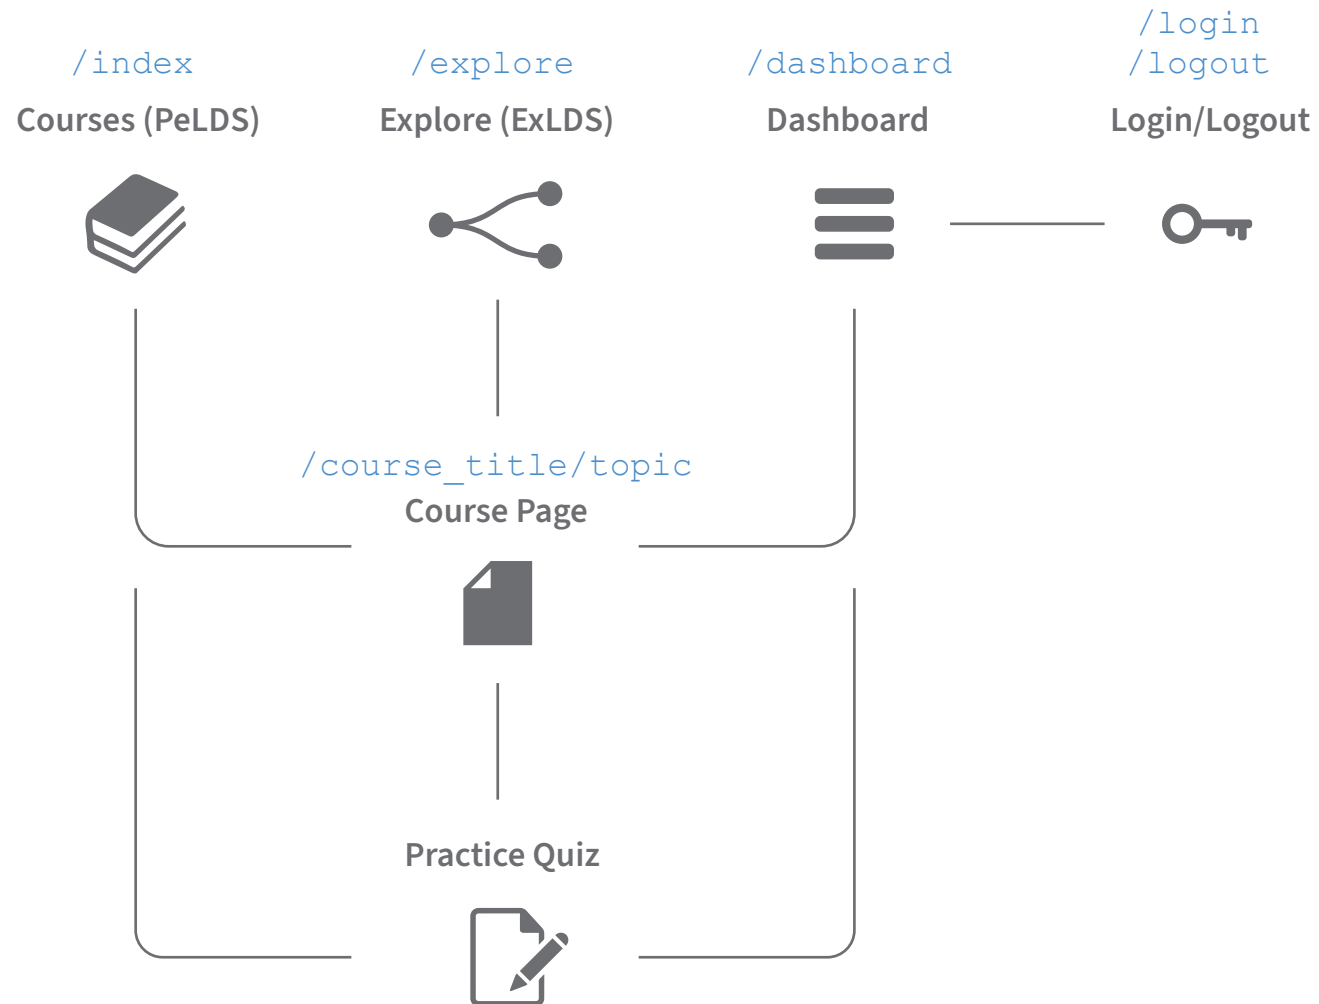 /index
Courses (PeLDS)
/explore
Explore (ExLDS)
/dashboard
Dashboard
/login
/logout
Login/Logout
/course_title/topic
Course Page
Practice Quiz